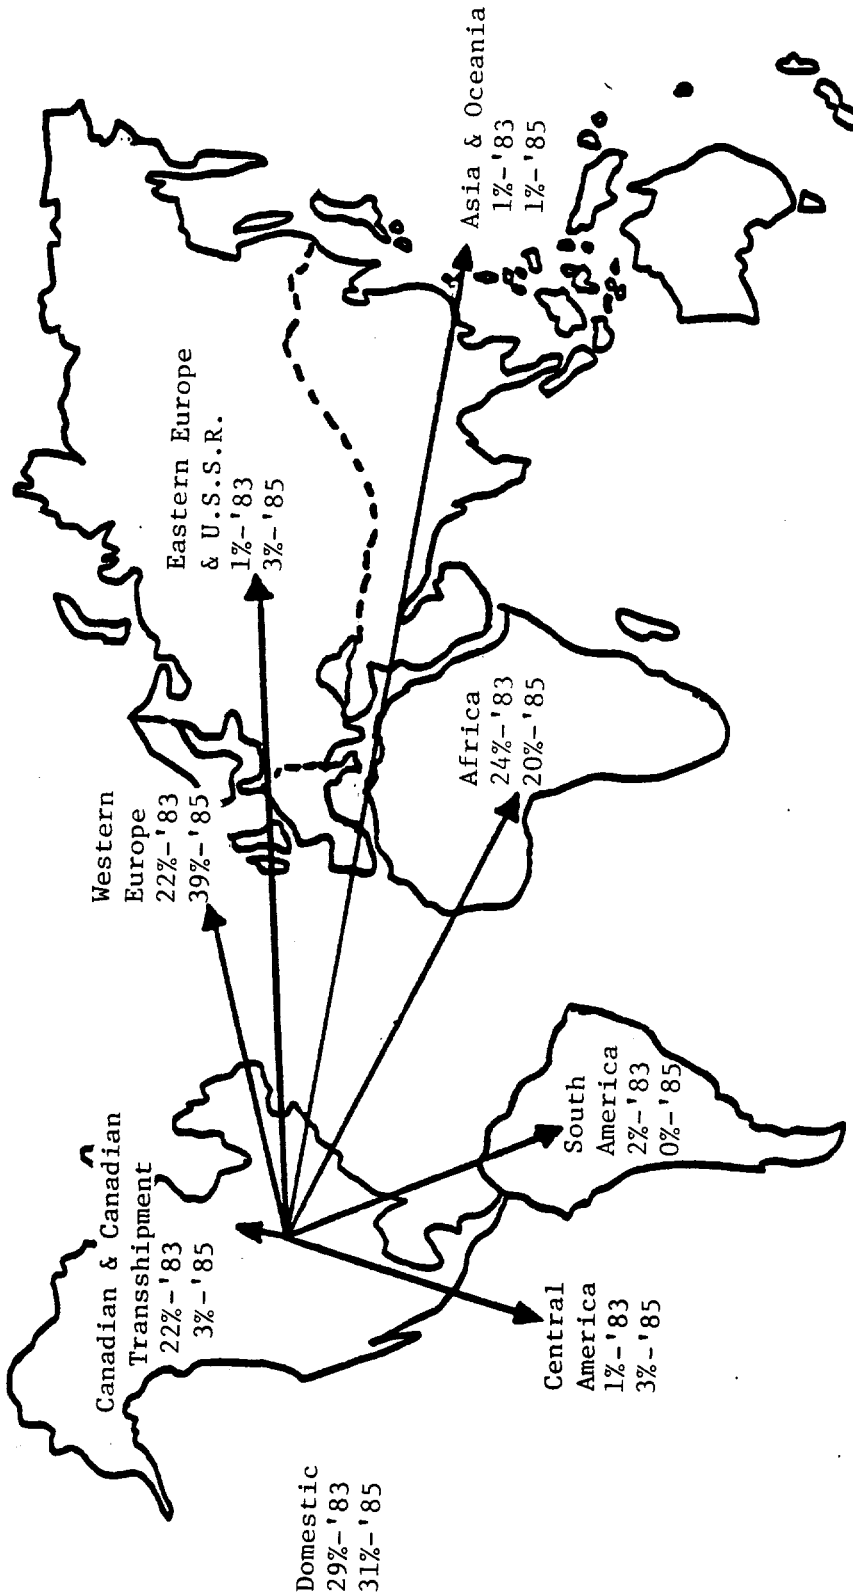 Canadian & Canadian
Transshipment
22%-'83
3%-'85
Western
Europe
22%-'83
39%-'85
Eastern Europe
& U.S.S.R.
1%-'83
3%-'85
Domestic
29%-'83
31%-'85
Central
America
1%-'83
3%-'85
South
America
2%-'83
0%-'85
Africa
24%-'83
20%-'85
Asia & Oceania
1%-'83
1%-'85